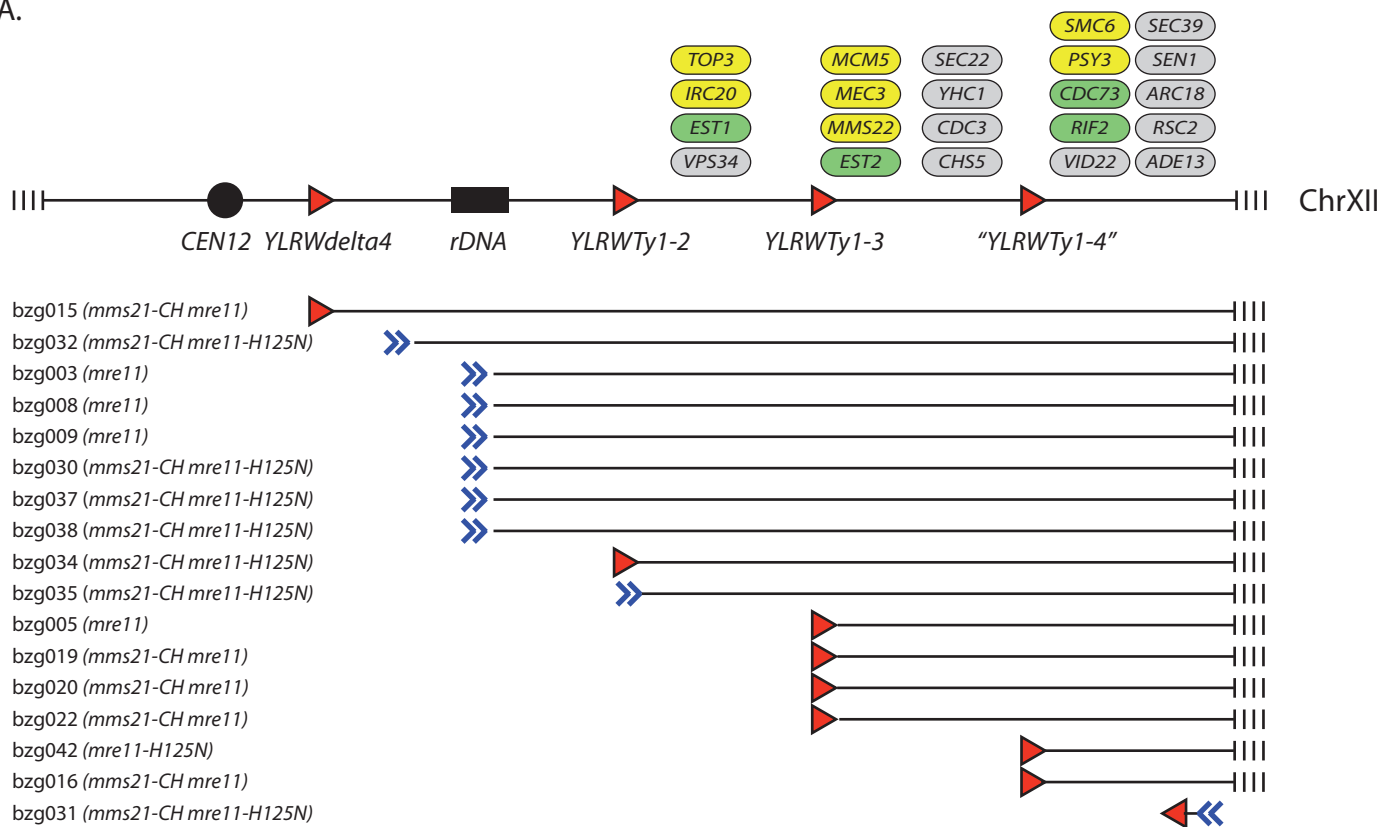 A.
SMC6 SEC39
TOP3 MCM5 SEC22 PSY3 SEN1
IRC20 MEC3 YHC1 CDC73 ARC18
EST1 MMS22 CDC3 RIF2 RSC2
VPS34 EST2 CHS5 VID22 ADE13
ChrXII
CEN12 YLRWdelta4 rDNA YLRWTy1-2 YLRWTy1-3 “YLRWTy1-4”
bzg015 (mms21-CH mre11)
bzg032 (mms21-CH mre11-H125N)
bzg003 (mre11)
bzg008 (mre11)
bzg009 (mre11)
bzg030 (mms21-CH mre11-H125N)
bzg037 (mms21-CH mre11-H125N)
bzg038 (mms21-CH mre11-H125N)
bzg034 (mms21-CH mre11-H125N)
bzg035 (mms21-CH mre11-H125N)
bzg005 (mre11)
bzg019 (mms21-CH mre11)
bzg020 (mms21-CH mre11)
bzg022 (mms21-CH mre11)
bzg042 (mre11-H125N)
bzg016 (mms21-CH mre11)
bzg031 (mms21-CH mre11-H125N)